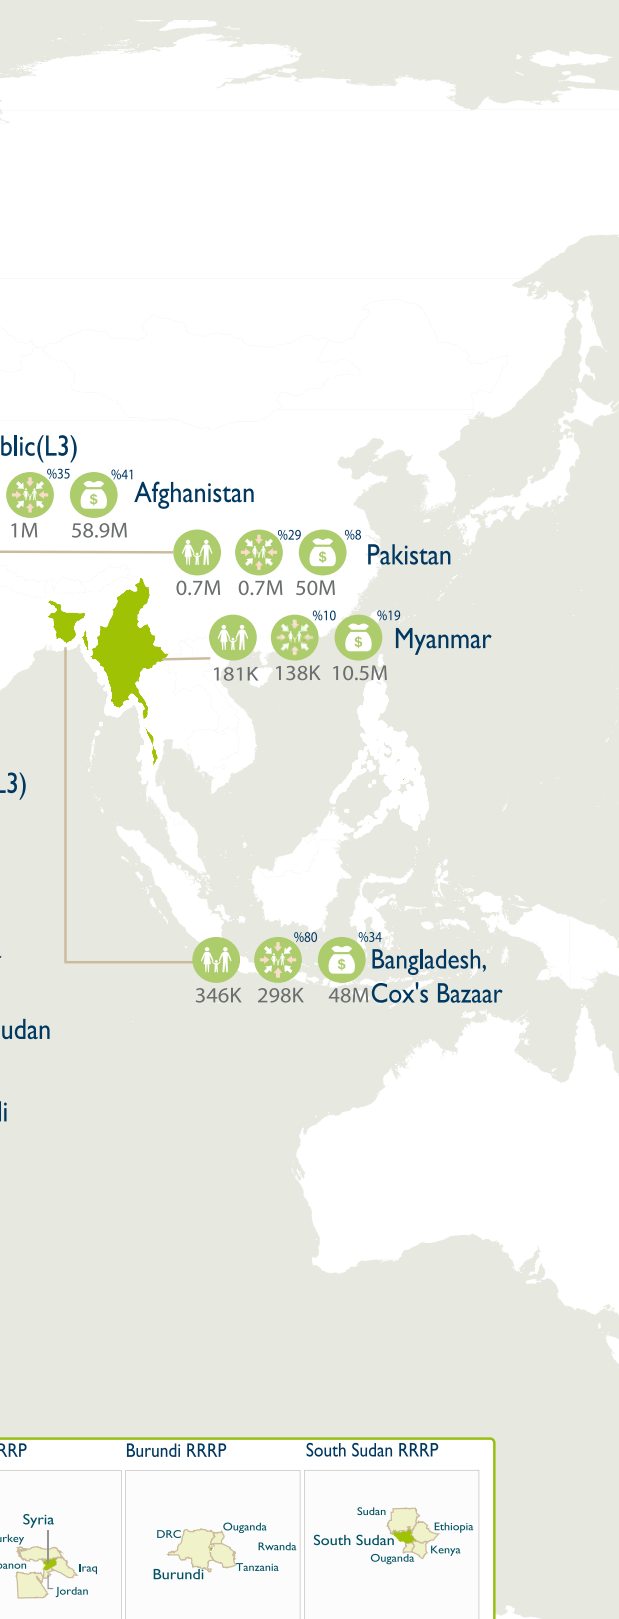 blic(L3)
%35 %41
Afghanistan
1M 58.9M
%29 %8
Pakistan
0.7M 0.7M 50M
%10 %19
Myanmar
181K 138K 10.5M
L3)
%80 %34
Bangladesh,
346K 298K 48M Cox's Bazaar
udan
li
RRP
Burundi RRRP
South Sudan RRRP
Syria
urkey
banon
Iraq
Jordan
DRC
Ouganda
Rwanda
Tanzania
Burundi
Sudan
Ethiopia
South Sudan
Kenya
Ouganda